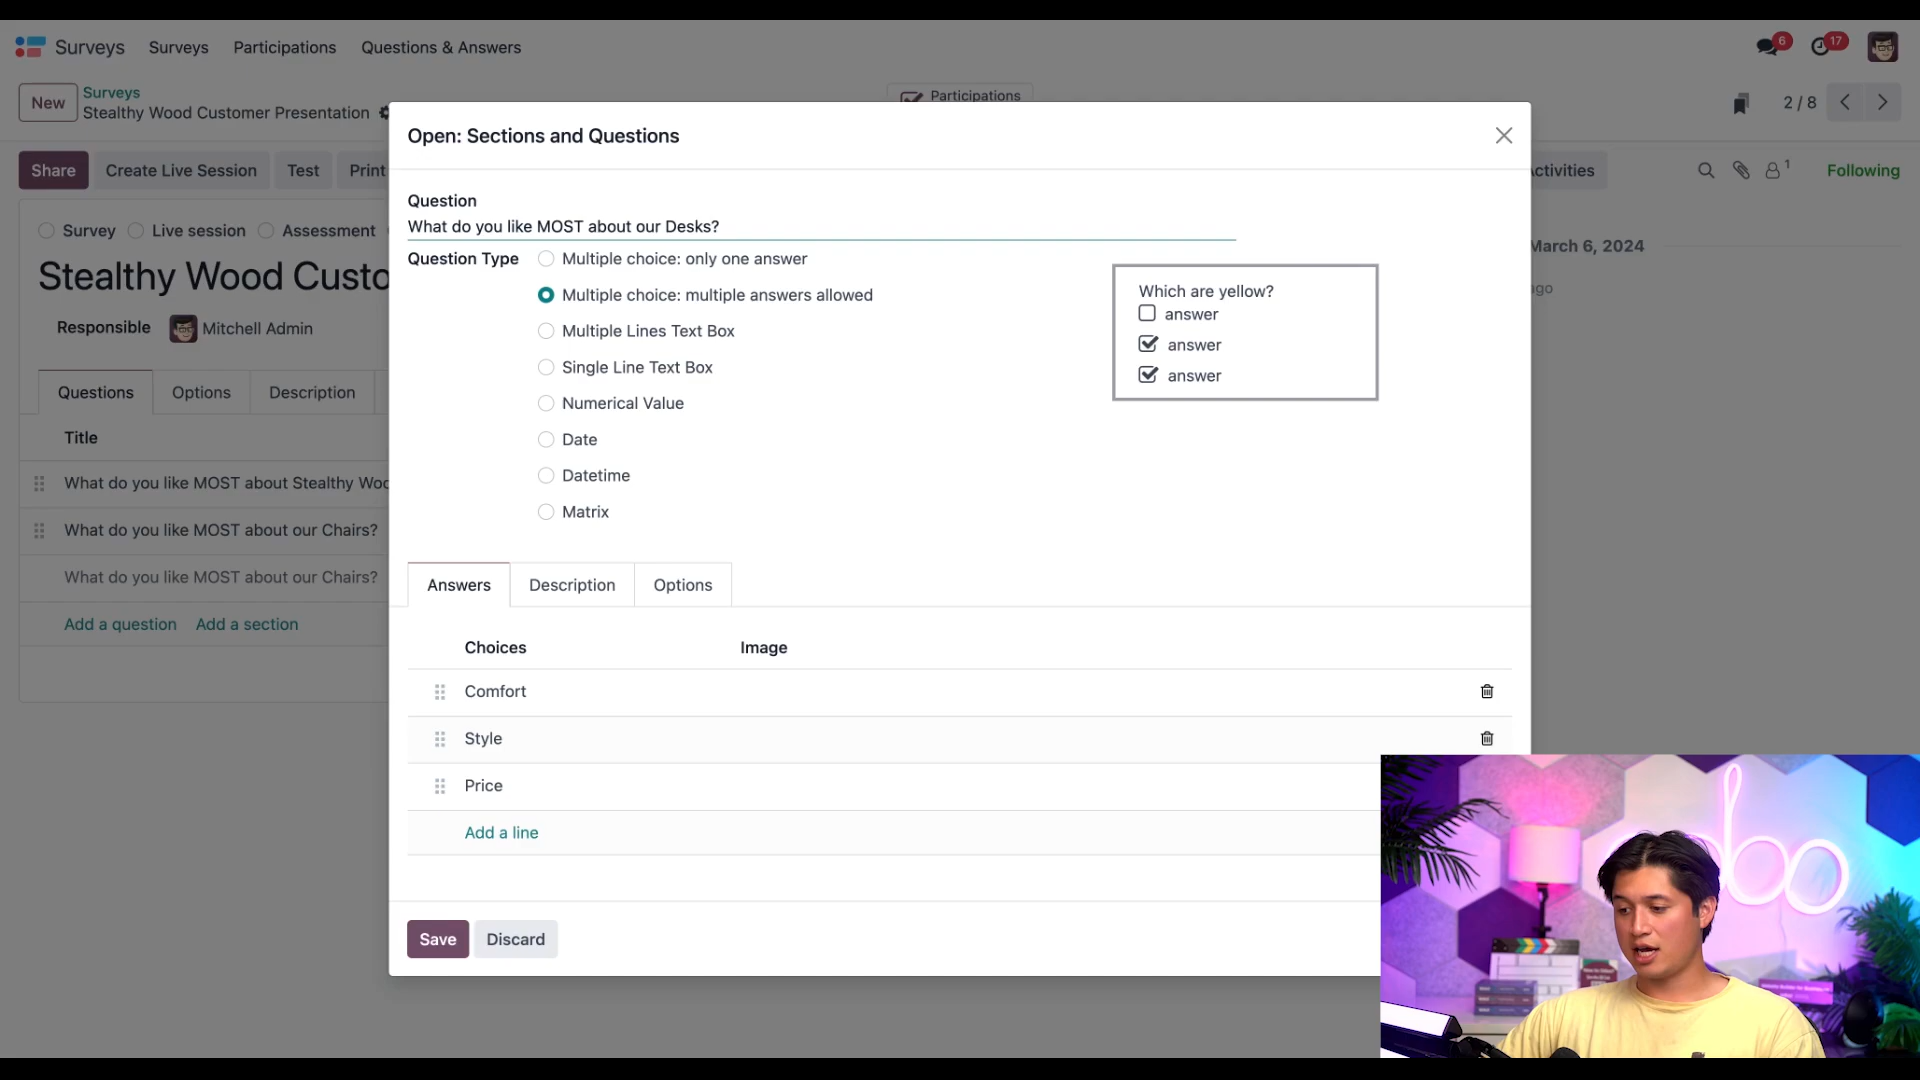 Surveys
Surveys
Participations
Questions & Answers
6
17
New
Surveys
Stealthy Wood Customer Presentation
Participations
2 / 8
Share
Create Live Session
Test
Print
ctivities
1
Following
Survey
Live session
Assessment
March 6, 2024
ago
Stealthy Wood Custo
Responsible
Mitchell Admin
Questions
Options
Description
Title
What do you like MOST about Stealthy Woo
What do you like MOST about our Chairs?
What do you like MOST about our Chairs?
Add a question
Add a section
Open: Sections and Questions
Question
What do you like MOST about our Desks?
Question Type
Multiple choice: only one answer
Multiple choice: multiple answers allowed
Multiple Lines Text Box
Single Line Text Box
Numerical Value
Date
Datetime
Matrix
Which are yellow?
answer
answer
answer
Answers
Description
Options
Choices
Image
Comfort
Style
Price
Add a line
Save
Discard